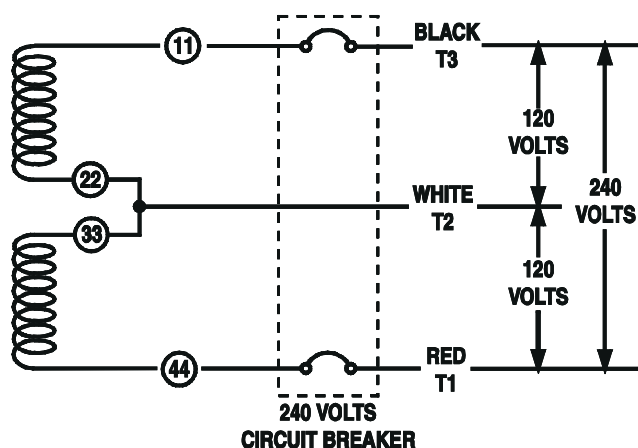 11
BLACK
T3
120
VOLTS
22
WHITE
T2
240
VOLTS
33
120
VOLTS
44
RED
T1
240 VOLTS
CIRCUIT BREAKER